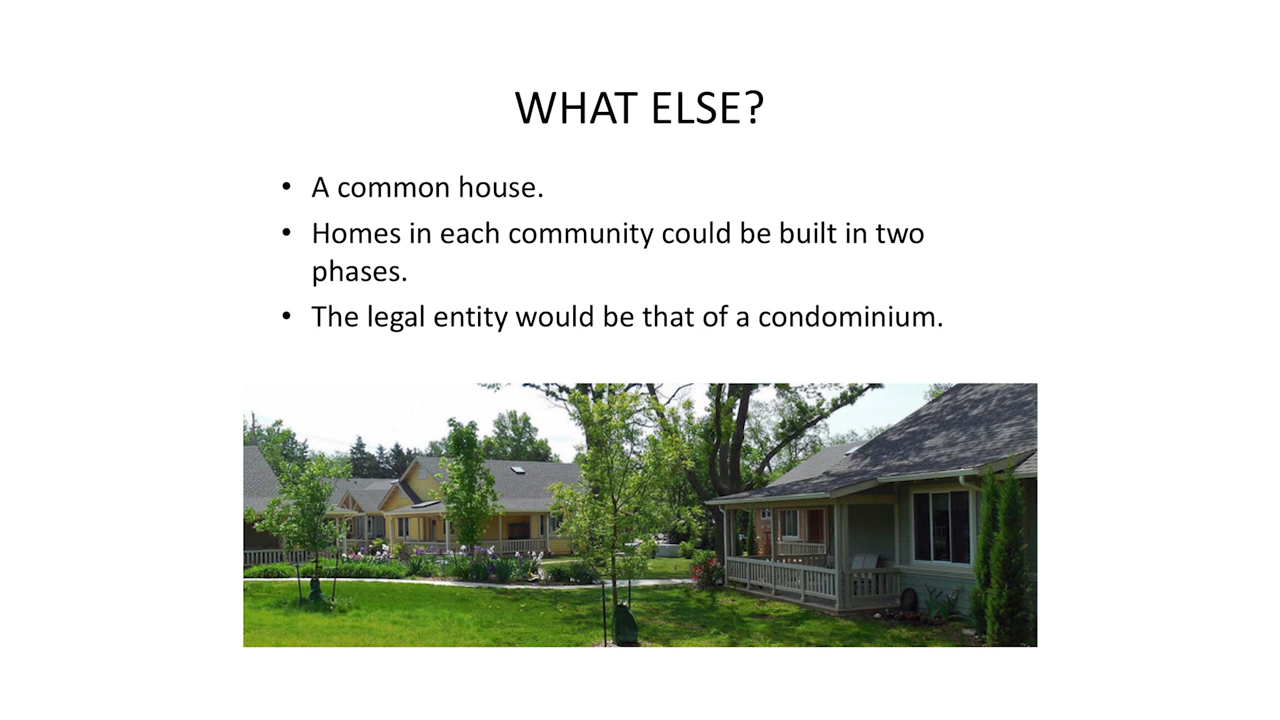 WHAT ELSE?
• A common house.
• Homes in each community could be built in two
phases.
• The legal entity would be that of a condominium.